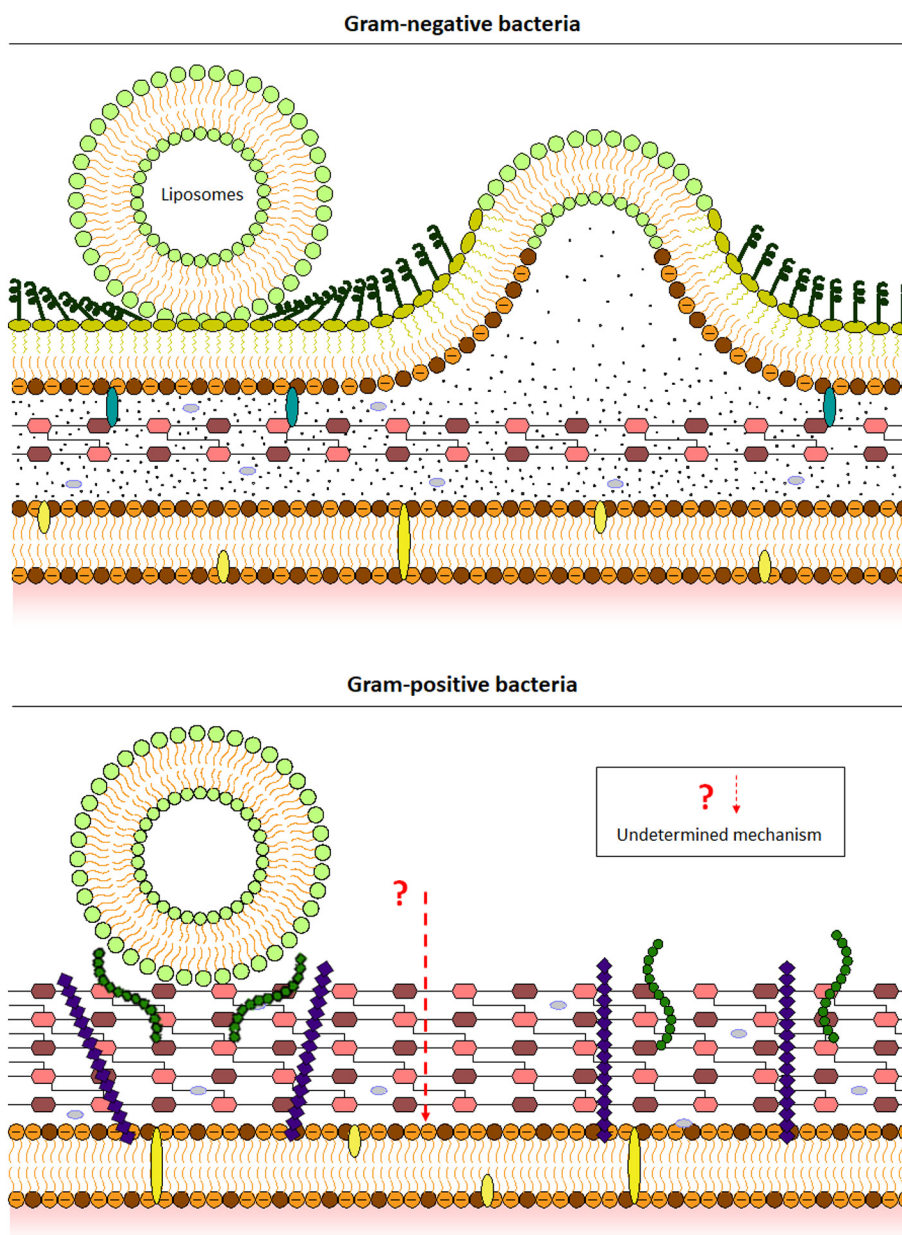 Gram-negative bacteria
Liposomes
Gram-positive bacteria
?
Undetermined mechanism
?